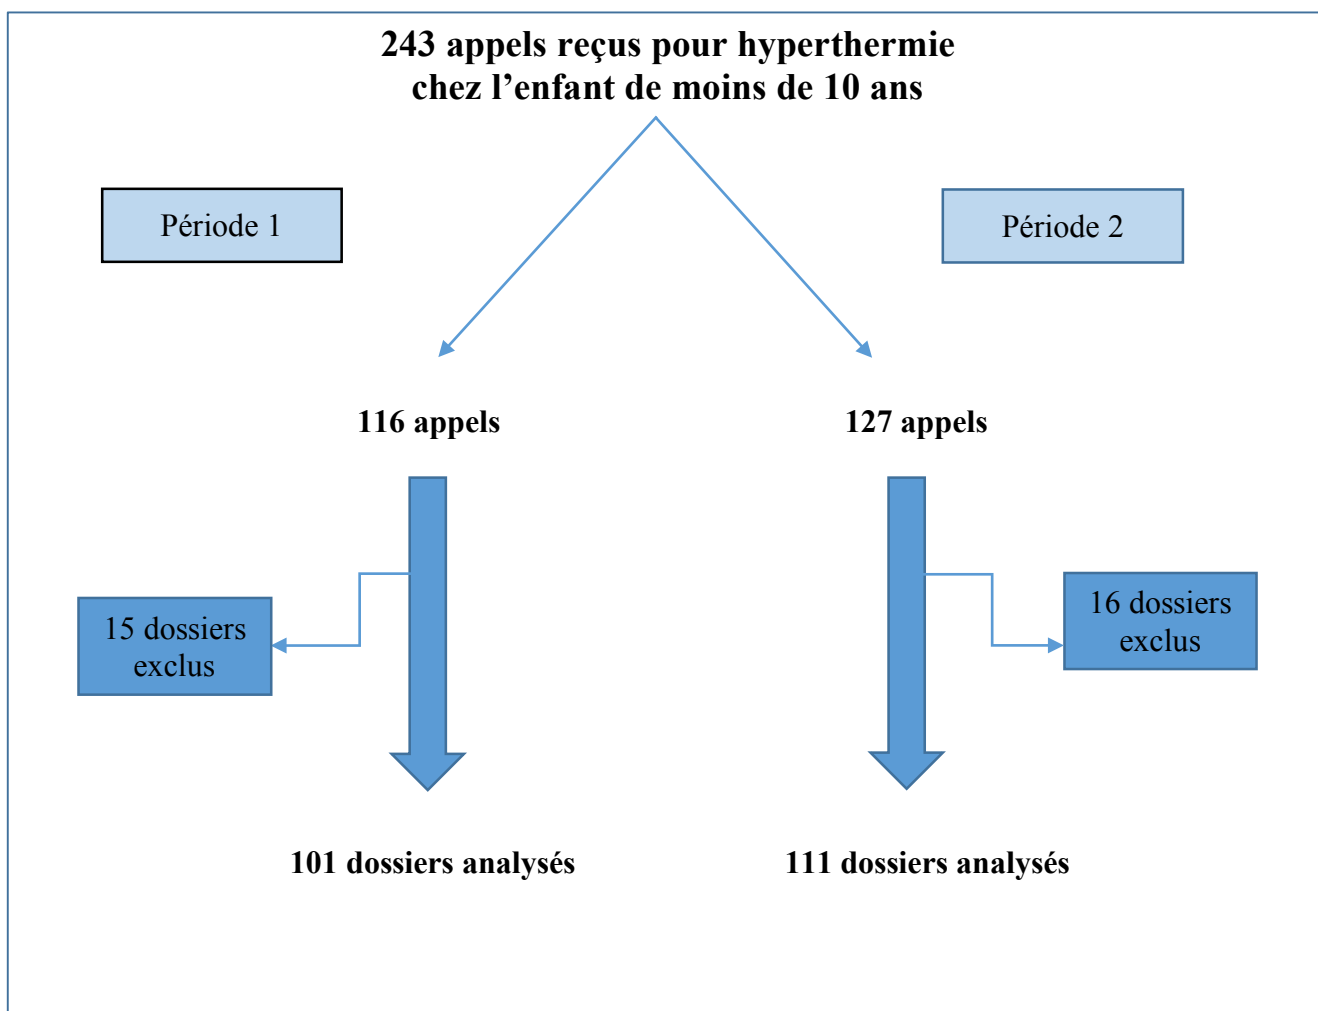 243 appels reçus pour hyperthermie
chez l’enfant de moins de 10 ans
Période 1
Période 2
116 appels
127 appels
15 dossiers
exclus
16 dossiers
exclus
101 dossiers analysés
111 dossiers analysés